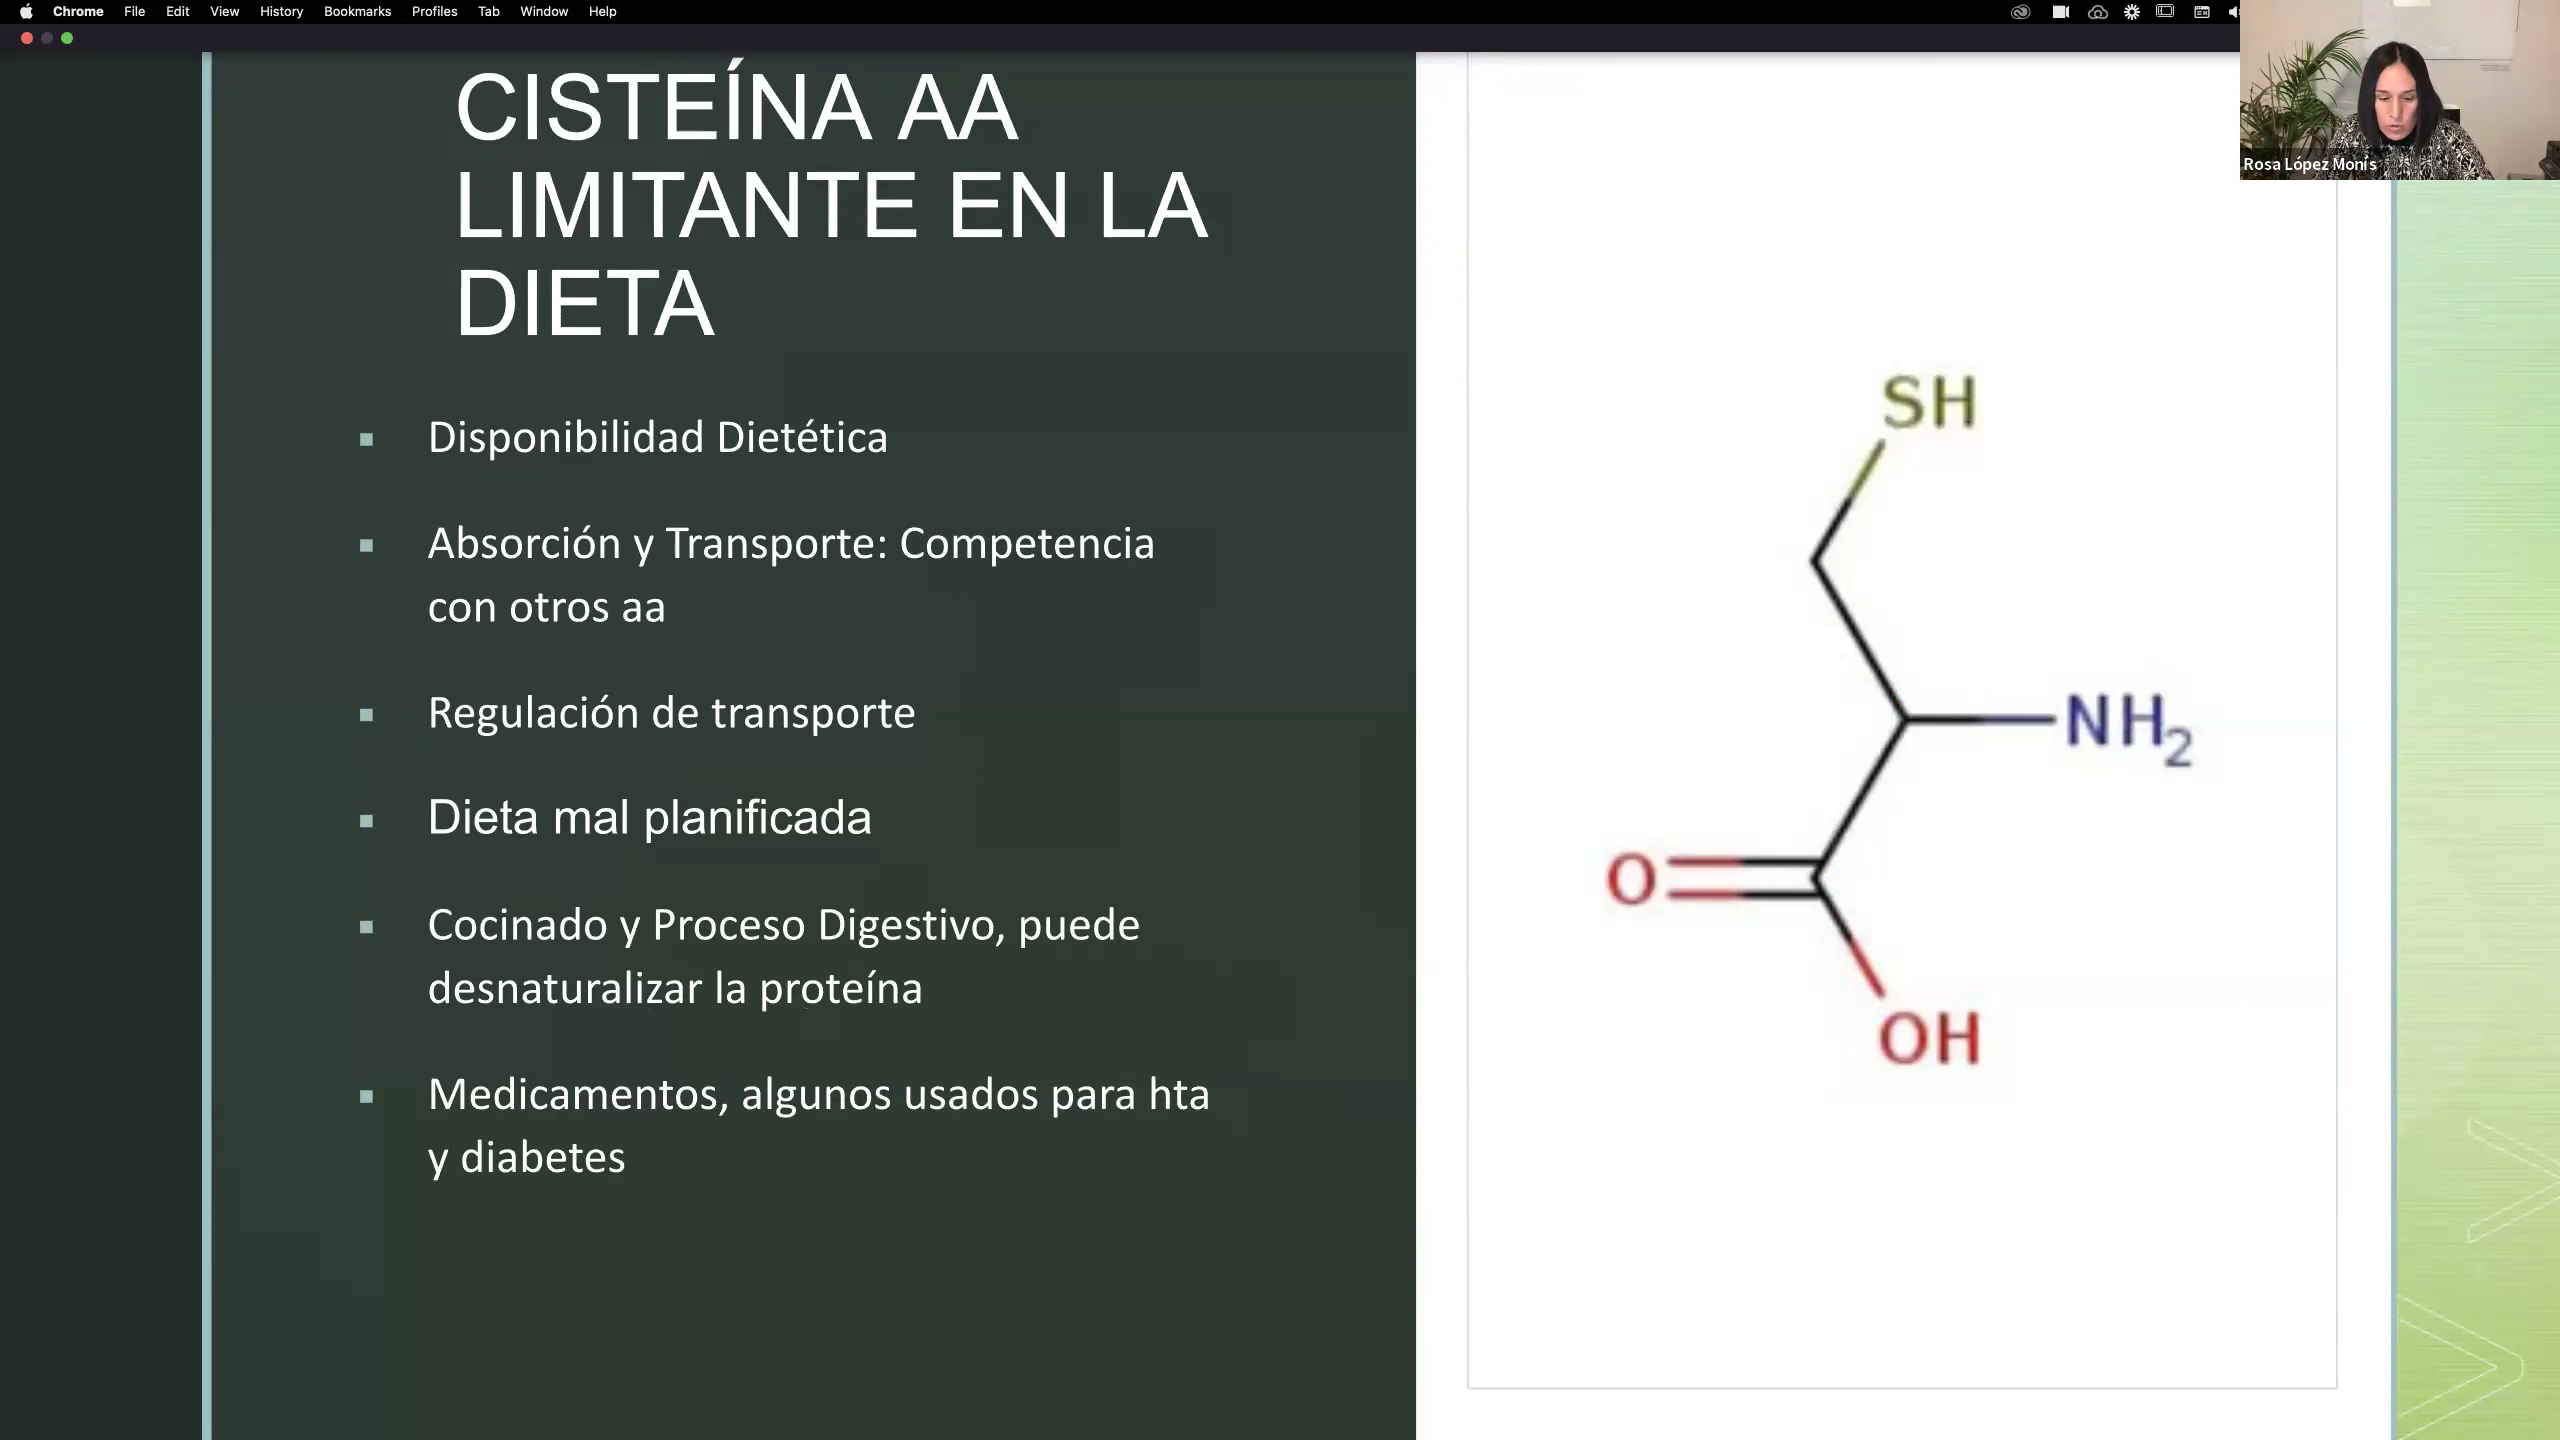 Chrome File Edit View History Bookmarks Profiles Tab Window Help
Rosa López Monís
CISTEÍNA AA
LIMITANTE EN LA
DIETA
Disponibilidad Dietética
Absorción y Transporte: Competencia
con otros aa
Regulación de transporte
Dieta mal planificada
Cocinado y Proceso Digestivo, puede
desnaturalizar la proteína
Medicamentos, algunos usados para hta
y diabetes
SH
NH2
O
OH